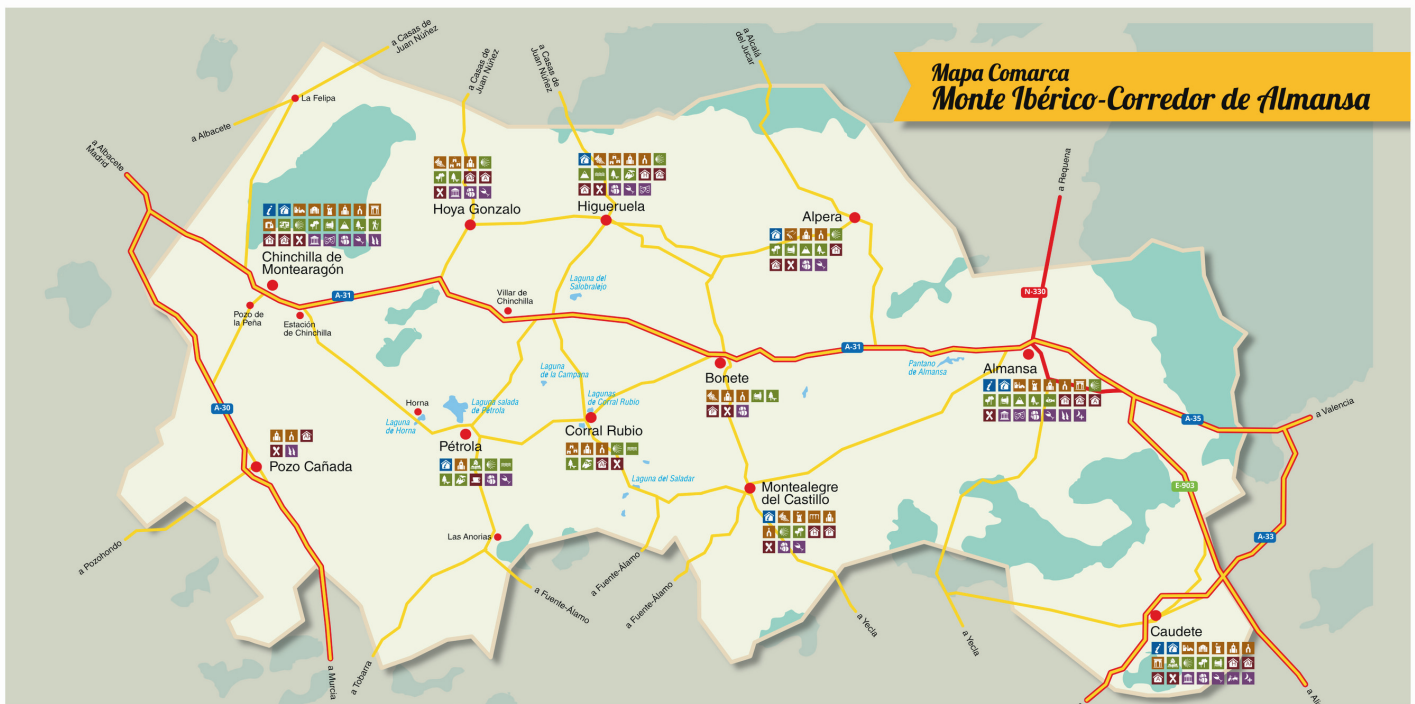 Mapa Comarca
Monte Ibérico-Corredor de Almansa
a Casas de
Juan Núñez
a Casas de
Juan Núñez
a Casas de
Juan Núñez
a Alcalá
del Jucar
La Felipa
a Albacete
a Albacete
Madrid
a Requena
Hoya Gonzalo
Higueruela
Alpera
Chinchilla de
Montearagón
Laguna del
Salobralejo
A-31
Villar de
Chinchilla
N-330
Pozo de
la Peña
Estación
de Chinchilla
A-31
Pantano
de Almansa
Almansa
Laguna
de la Campana
Bonete
A-30
Horna
Laguna salada
de Pétrola
Lagunas
de Corral Rubio
Laguna
de Horna
A-35
a Valencia
Pétrola
Corral Rubio
Pozo Cañada
Laguna del Saladar
Montealegre
del Castillo
E-903
Las Anorias
A-33
a Pozohondo
a Fuente-Álamo
a Fuente-Álamo
a Fuente-Álamo
a Yecla
a Yecla
Caudete
a Murcia
a Tobarra